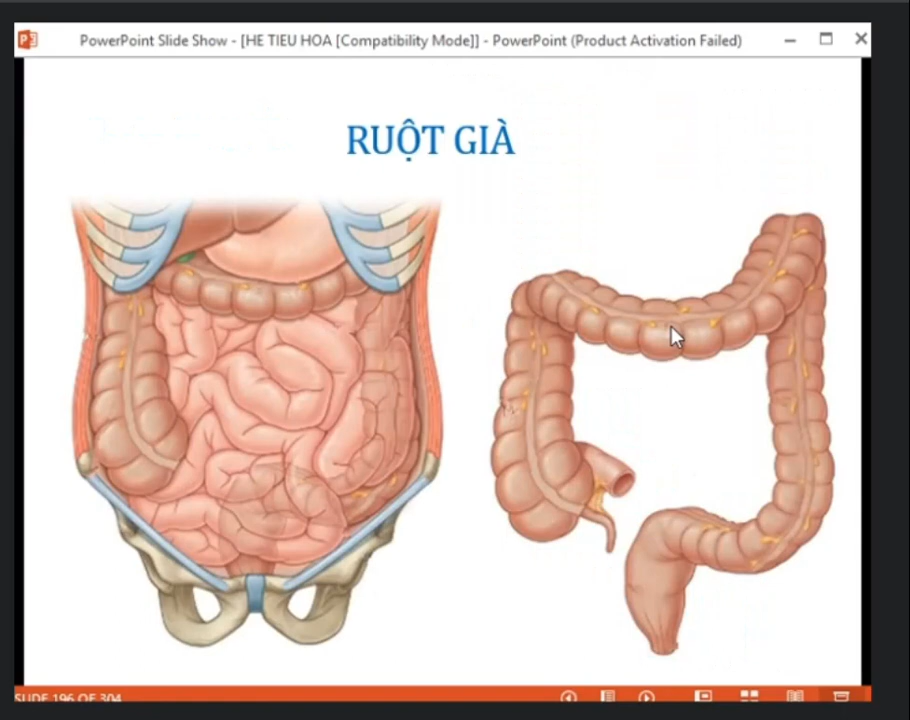 PowerPoint Slide Show - [HE TIEU HOA [Compatibility Mode]] - PowerPoint (Product Activation Failed)
RUỘT GIÀ
SLIDE 196 OF 304